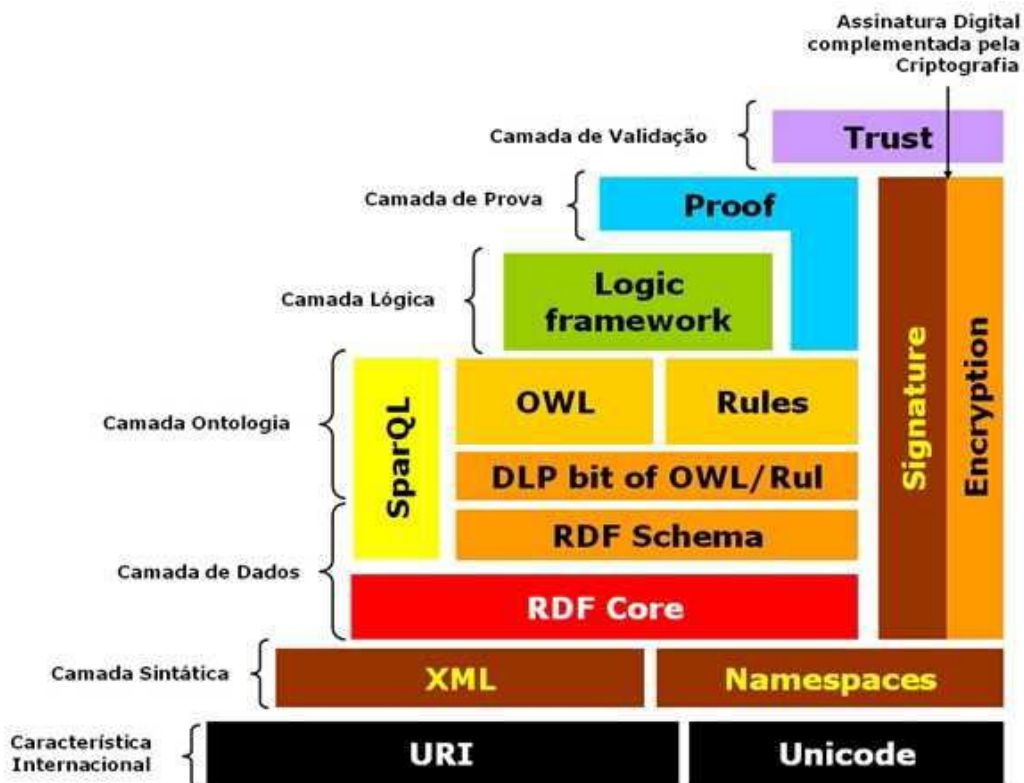 Assinatura Digital
complementada pela
Criptografia
Camada de Validação
Trust
Camada de Prova
Proof
Camada Lógica
Logic
framework
Camada Ontologia
SparQL
OWL
Rules
DLP bit of OWL/Rul
Signature
Encryption
Camada de Dados
RDF Schema
RDF Core
Camada Sintática
XML
Namespaces
Característica
Internacional
URI
Unicode